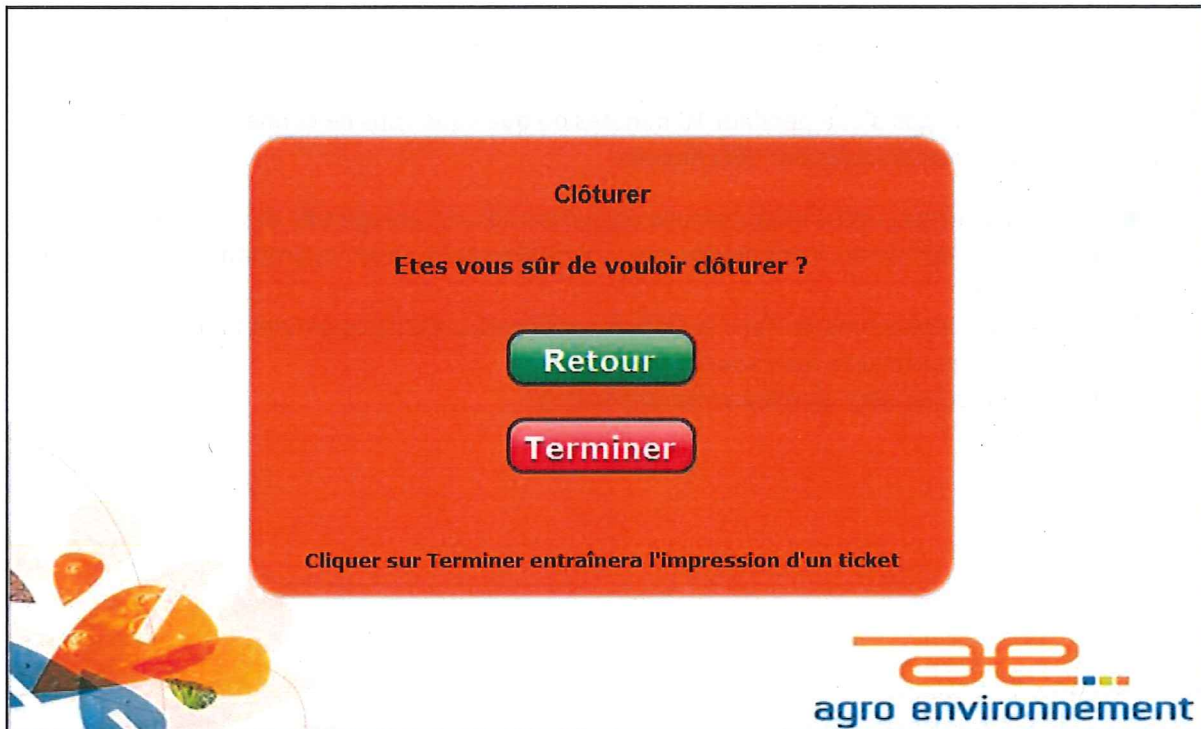 Clôturer
Etes vous sûr de vouloir clôturer ?
Retour
Terminer
Cliquer sur Terminer entraînera l'impression d'un ticket
ae...
agro environnement